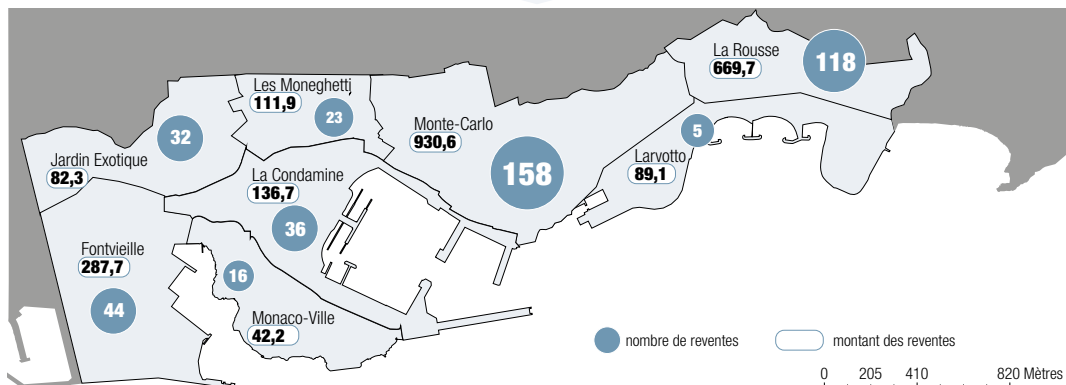 La Rousse
669,7
118
Les Moneghetti
111,9
23
Monte-Carlo
930,6
158
5
Larvotto
89,1
32
Jardin Exotique
82,3
La Condamine
136,7
36
Fontvieille
287,7
44
16
Monaco-Ville
42,2
nombre de reventes
montant des reventes
0 205 410 820 Mètres